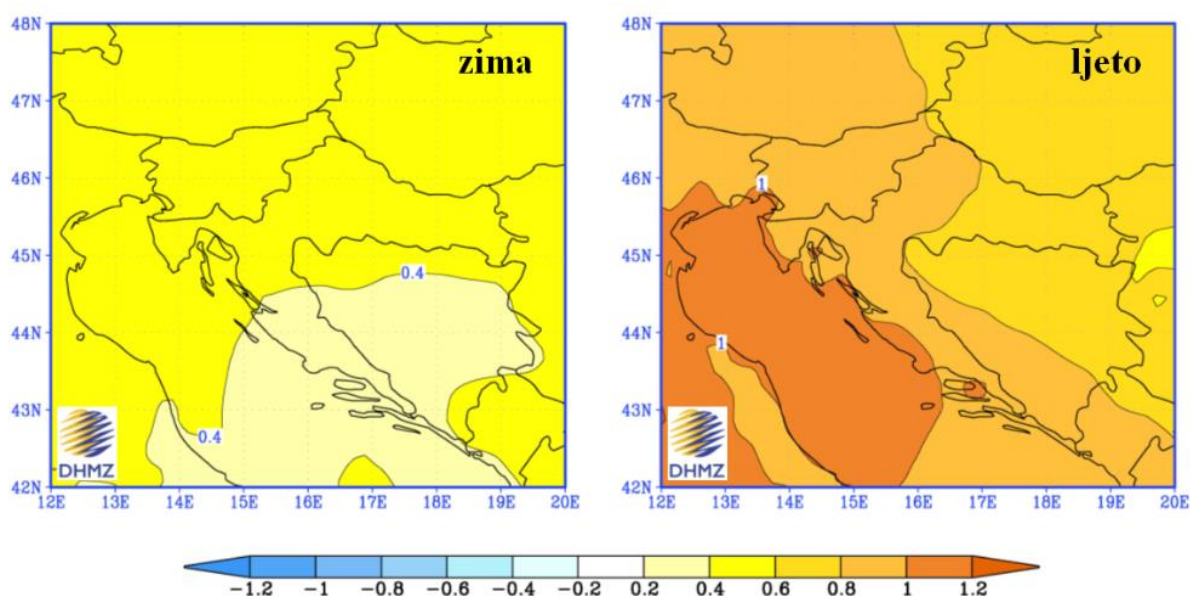 48N
47N
46N
45N
44N
43N
42N
zima
0.4
0.4
DHMZ
12E 13E 14E 15E 16E 17E 18E 19E 20E
48N
47N
46N
45N
44N
43N
42N
ljeto
1
1
DHMZ
12E 13E 14E 15E 16E 17E 18E 19E 20E
-1.2 -1 -0.8 -0.6 -0.4 -0.2 0.2 0.4 0.6 0.8 1 1.2